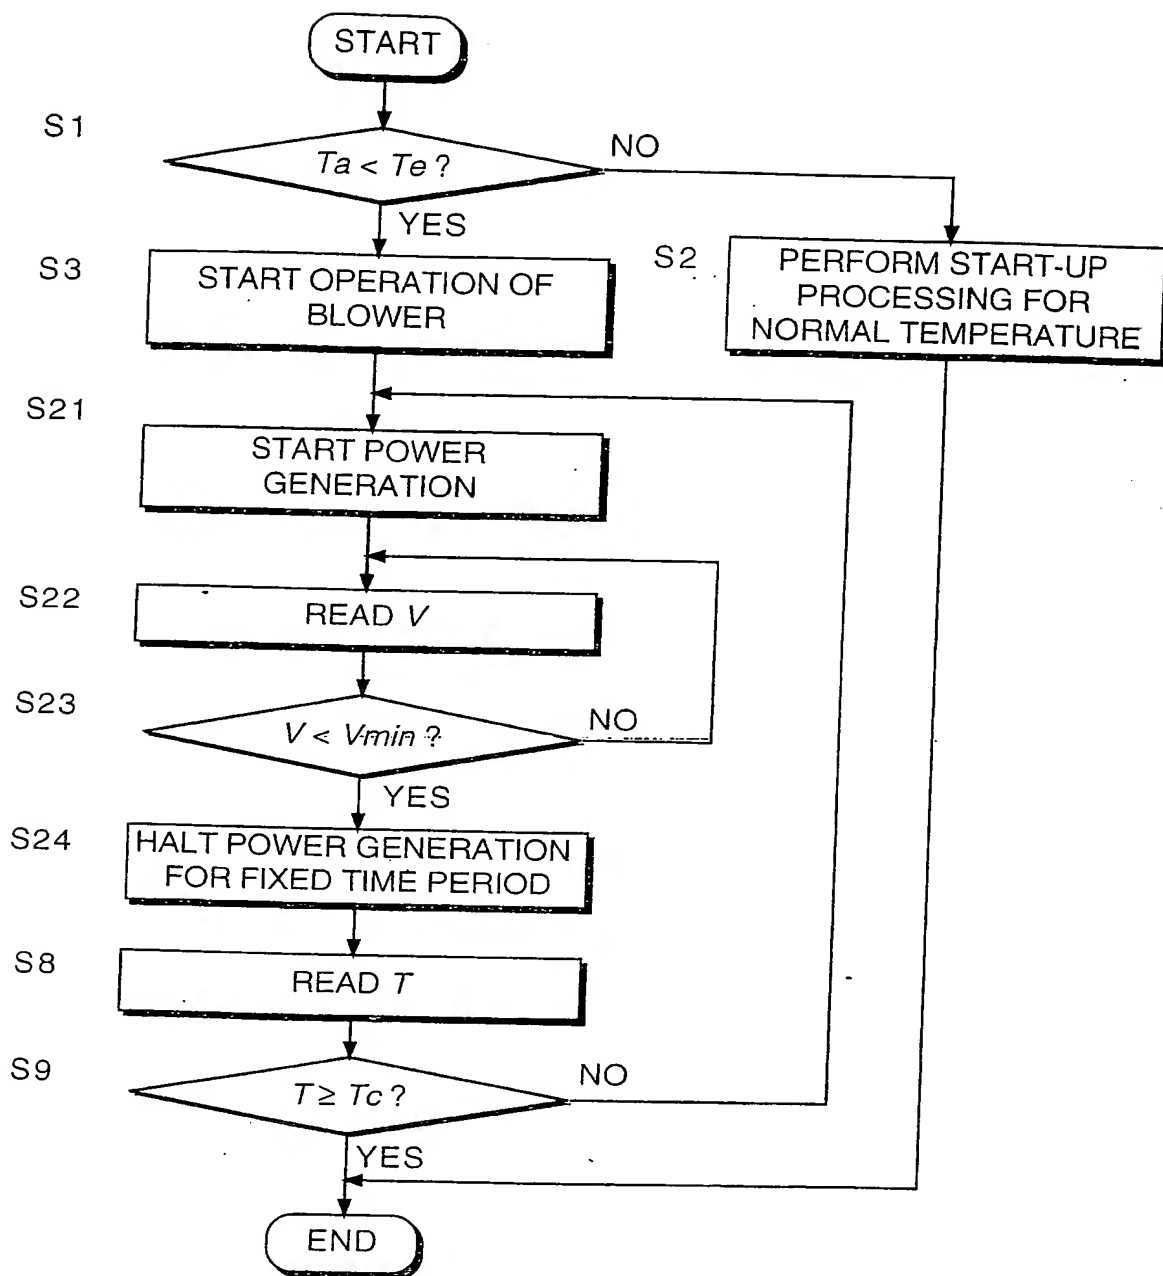 START
S1
Ta < Te ?
NO
YES
S3
START OPERATION OF
BLOWER
S2
PERFORM START-UP
PROCESSING FOR
NORMAL TEMPERATURE
S21
START POWER
GENERATION
S22
READ V
S23
V < Vmin ?
NO
YES
S24
HALT POWER GENERATION
FOR FIXED TIME PERIOD
S8
READ T
S9
T ≥ Tc ?
NO
YES
END